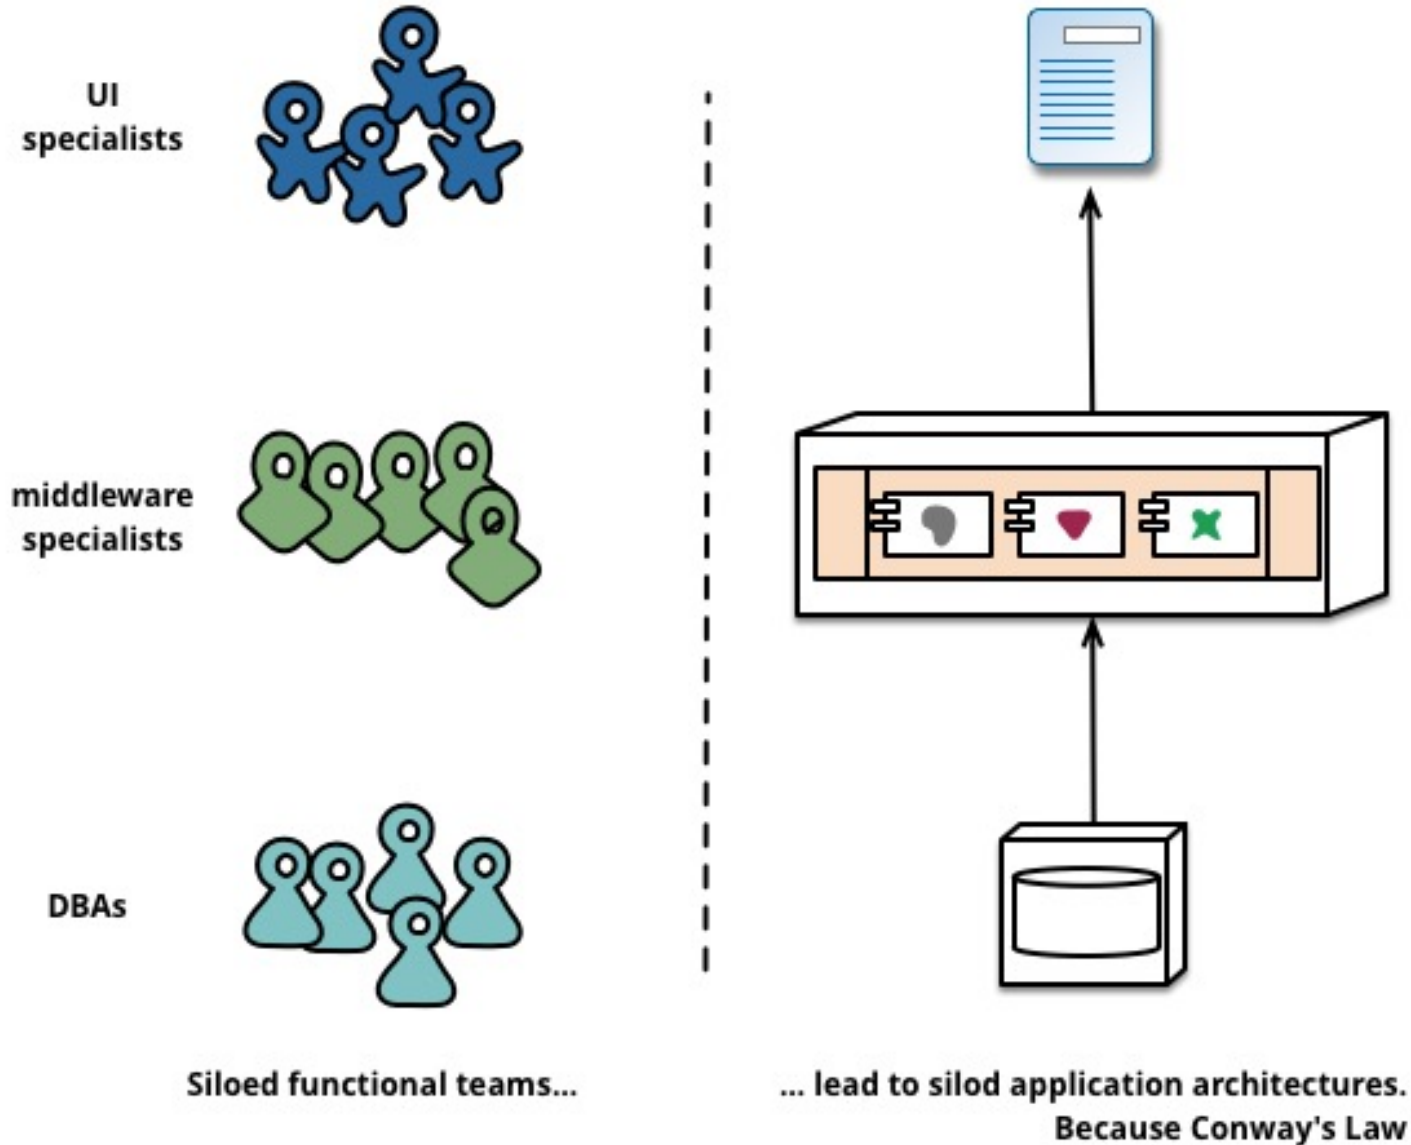 UI
specialists
middleware
specialists
DBAs
Siloed functional teams...
... lead to silod application architectures.
Because Conway's Law